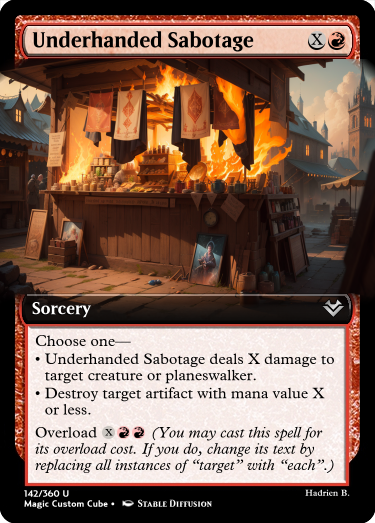 Underhanded Sabotage X
Sorcery
Choose one—
• Underhanded Sabotage deals X damage to
target creature or planeswalker.
• Destroy target artifact with mana value X
or less.
Overload X (You may cast this spell for
its overload cost. If you do, change its text by
replacing all instances of “target” with “each”.)
142/360 U
Hadrien B.
Magic Custom Cube • Stable Diffusion